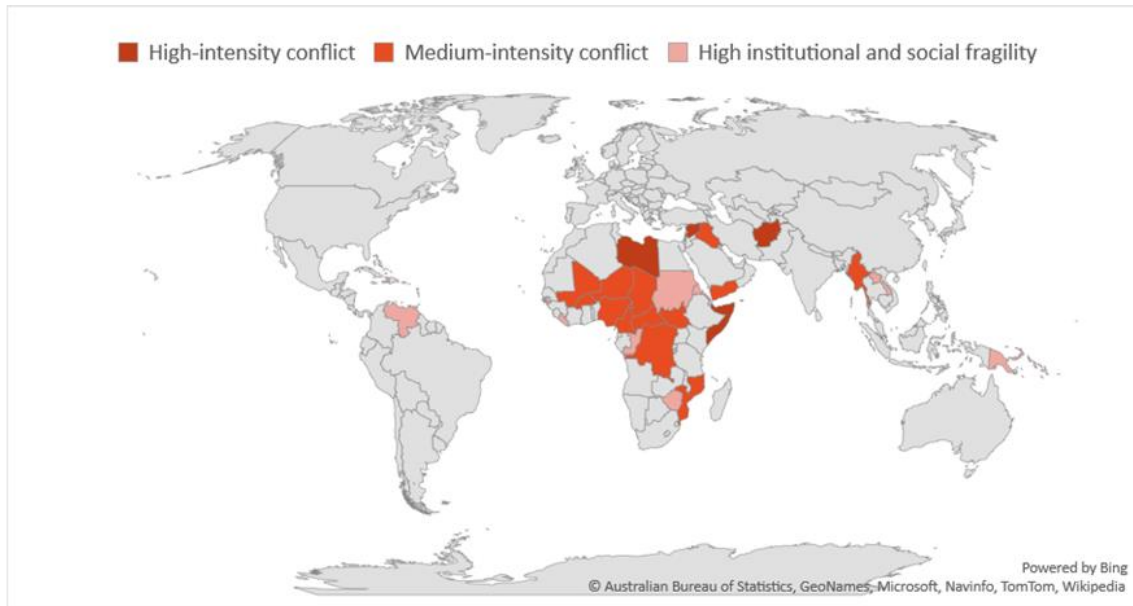 High-intensity conflict Medium-intensity conflict High institutional and social fragility
Powered by Bing
© Australian Bureau of Statistics, GeoNames, Microsoft, Navinfo, TomTom, Wikipedia